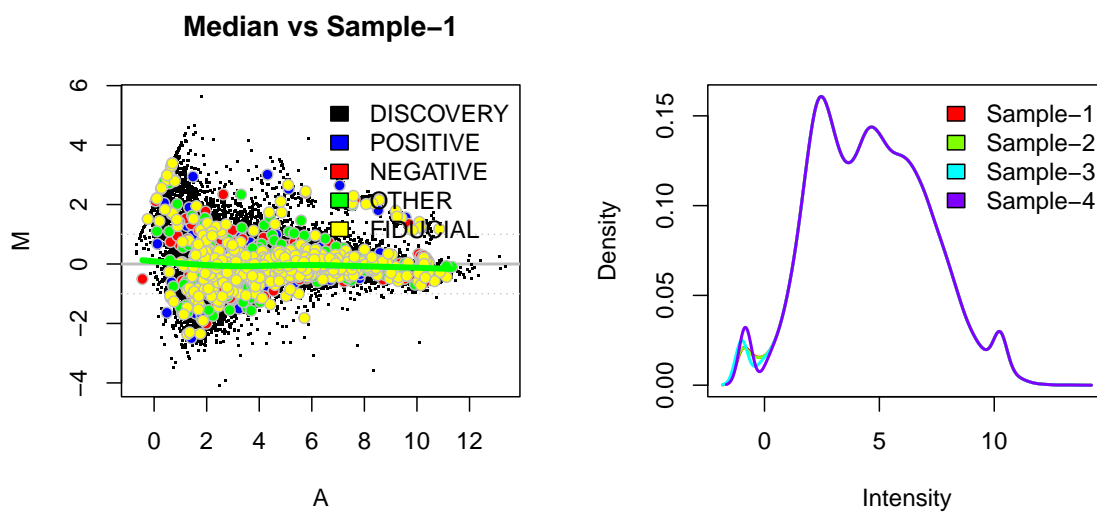 Median vs Sample−1
M
6
4
2
0
−2
−4
DISCOVERY
POSITIVE
NEGATIVE
OTHER
FIDUCIAL
0 2 4 6 8 10 12
A
Density
0.15
0.10
0.05
0.00
Sample−1
Sample−2
Sample−3
Sample−4
0 5 10
Intensity